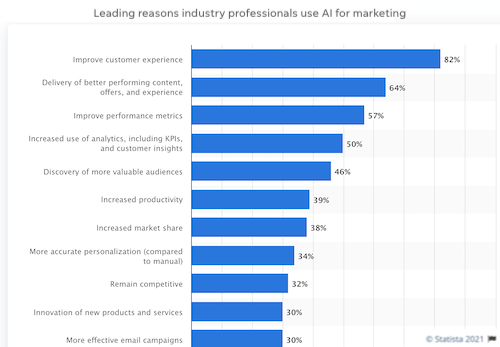 Leading reasons industry professionals use AI for marketing
Improve customer experience
82%
Delivery of better performing content,
offers, and experience
64%
Improve performance metrics
57%
Increased use of analytics, including KPIs,
and customer insights
50%
Discovery of more valuable audiences
46%
Increased productivity
39%
Increased market share
38%
More accurate personalization (compared
to manual)
34%
Remain competitive
32%
Innovation of new products and services
30%
More effective email campaigns
30%
© Statista 2021